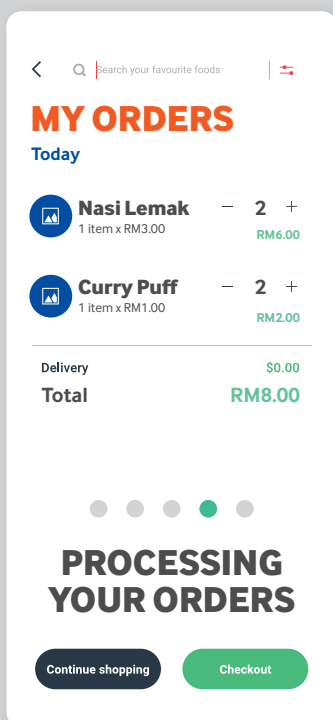 Search your favourite foods
MY ORDERS
Today
Nasi Lemak
− 2 +
1 item x RM3.00
RM6.00
Curry Puff
− 2 +
1 item x RM1.00
RM2.00
Delivery $0.00
Total RM8.00
PROCESSING
YOUR ORDERS
Continue shopping
Checkout